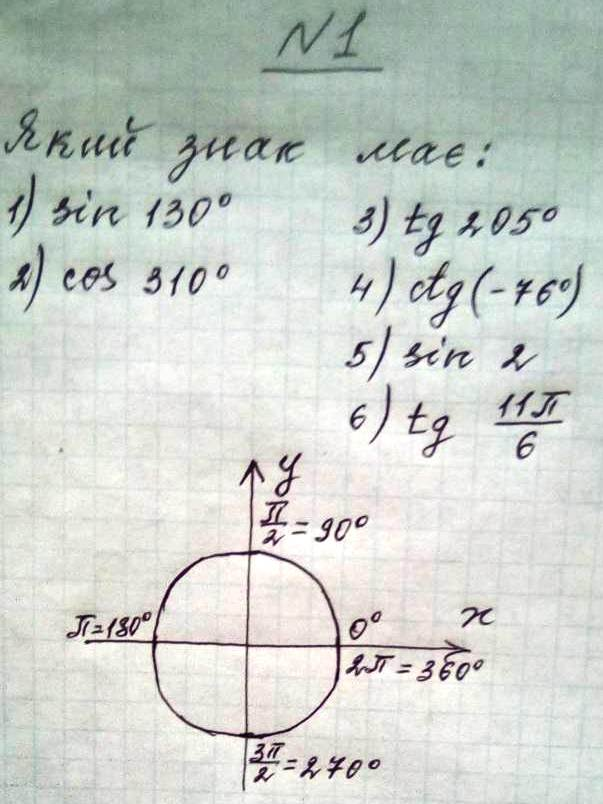 N1
Який знак має:
1) sin 130°
2) cos 310°
3) tg 205°
4) ctg (-76°)
5) sin 2
6) tg 11π/6
y
π/2 = 90°
π=180°
0°
x
2π = 360°
3π/2 = 270°